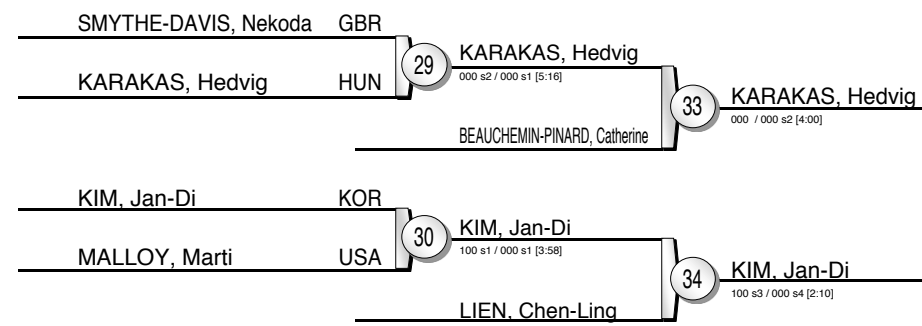 SMYTHE-DAVIS, Nekoda GBR
KARAKAS, Hedvig HUN
29
KARAKAS, Hedvig
000 s2 / 000 s1 [5:16]
BEAUCHEMIN-PINARD, Catherine
33
KARAKAS, Hedvig
000 / 000 s2 [4:00]
KIM, Jan-Di KOR
MALLOY, Marti USA
30
KIM, Jan-Di
100 s1 / 000 s1 [3:58]
LIEN, Chen-Ling
34
KIM, Jan-Di
100 s3 / 000 s4 [2:10]